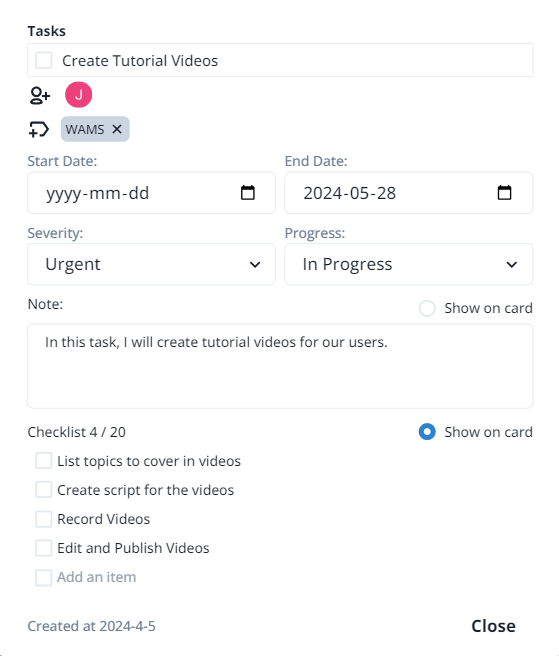 Tasks
Create Tutorial Videos
J
WAMS
Start Date:
End Date:
yyyy-mm-dd
2024-05-28
Severity:
Progress:
Urgent
In Progress
Note:
Show on card
In this task, I will create tutorial videos for our users.
Checklist 4 / 20
Show on card
List topics to cover in videos
Create script for the videos
Record Videos
Edit and Publish Videos
Add an item
Created at 2024-4-5
Close